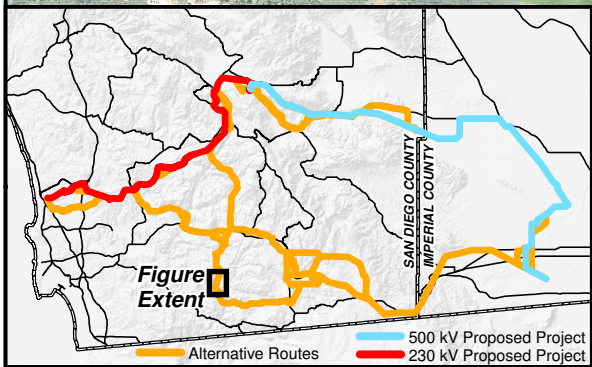 SAN DIEGO COUNTY
IMPERIAL COUNTY
Figure
Extent
500 kV Proposed Project
Alternative Routes
230 kV Proposed Project